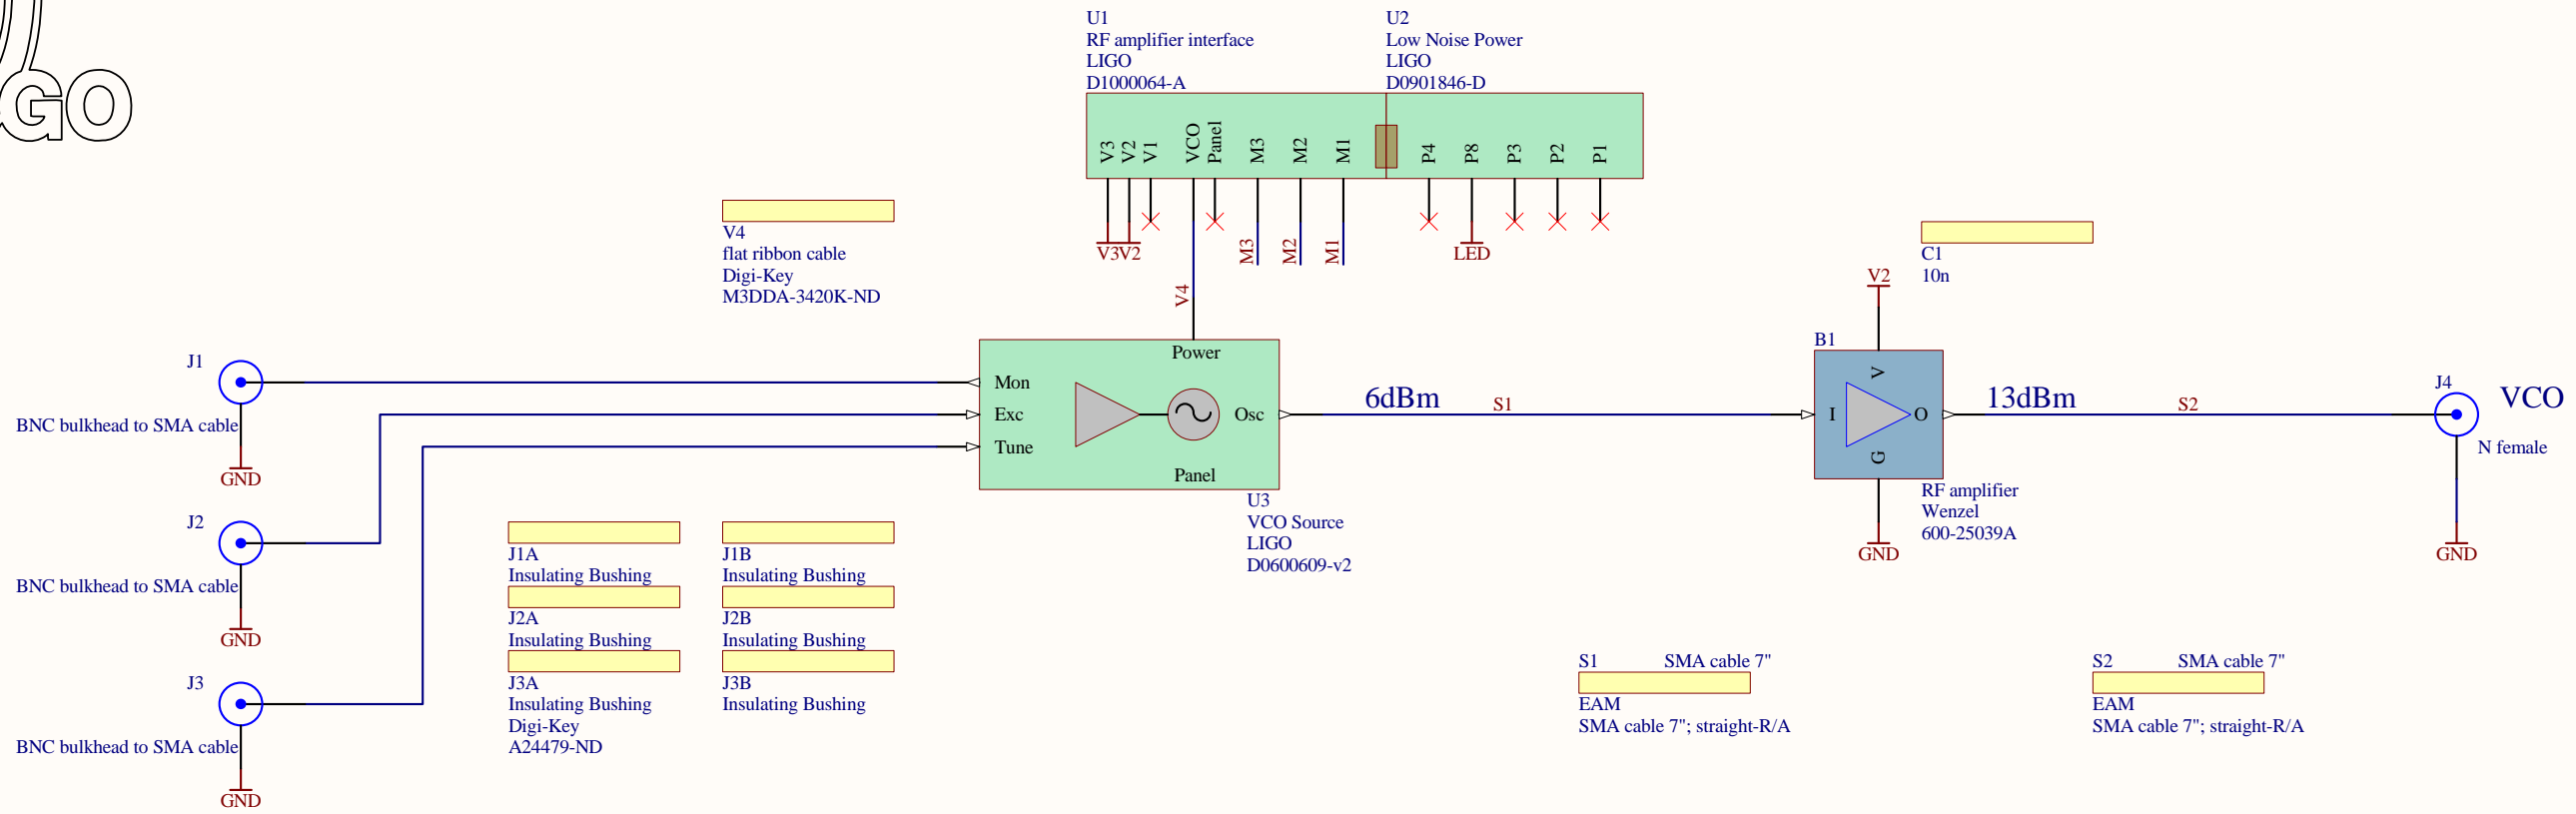 GO
U1
RF amplifier interface
LIGO
D1000064-A
U2
Low Noise Power
LIGO
D0901846-D
V3
V2
V1
VCO
Panel
M3
M2
M1
P4
P8
P3
P2
P1
V3
V2
M3
M2
M1
LED
V4
V4
flat ribbon cable
Digi-Key
M3DDA-3420K-ND
C1
10n
V2
J1
BNC bulkhead to SMA cable
GND
J2
BNC bulkhead to SMA cable
GND
J3
BNC bulkhead to SMA cable
GND
Power
Mon
Exc
Tune
Osc
Panel
U3
VCO Source
LIGO
D0600609-v2
6dBm
S1
B1
V
I
O
G
RF amplifier
Wenzel
600-25039A
GND
13dBm
S2
J4
VCO
N female
GND
J1A
Insulating Bushing
J2A
Insulating Bushing
J3A
Insulating Bushing
Digi-Key
A24479-ND
J1B
Insulating Bushing
J2B
Insulating Bushing
J3B
Insulating Bushing
S1 SMA cable 7"
EAM
SMA cable 7"; straight-R/A
S2 SMA cable 7"
EAM
SMA cable 7"; straight-R/A